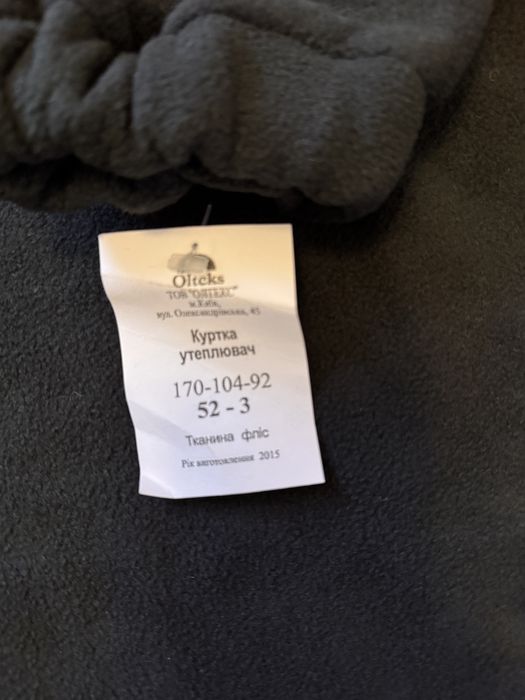 Olteks
ТОВ "ОЛТЕКС"
м.Київ,
вул. Олександрівська, 45
Куртка
утеплювач
170-104-92
52 - 3
Тканина фліс
Рік виготовлення 2015